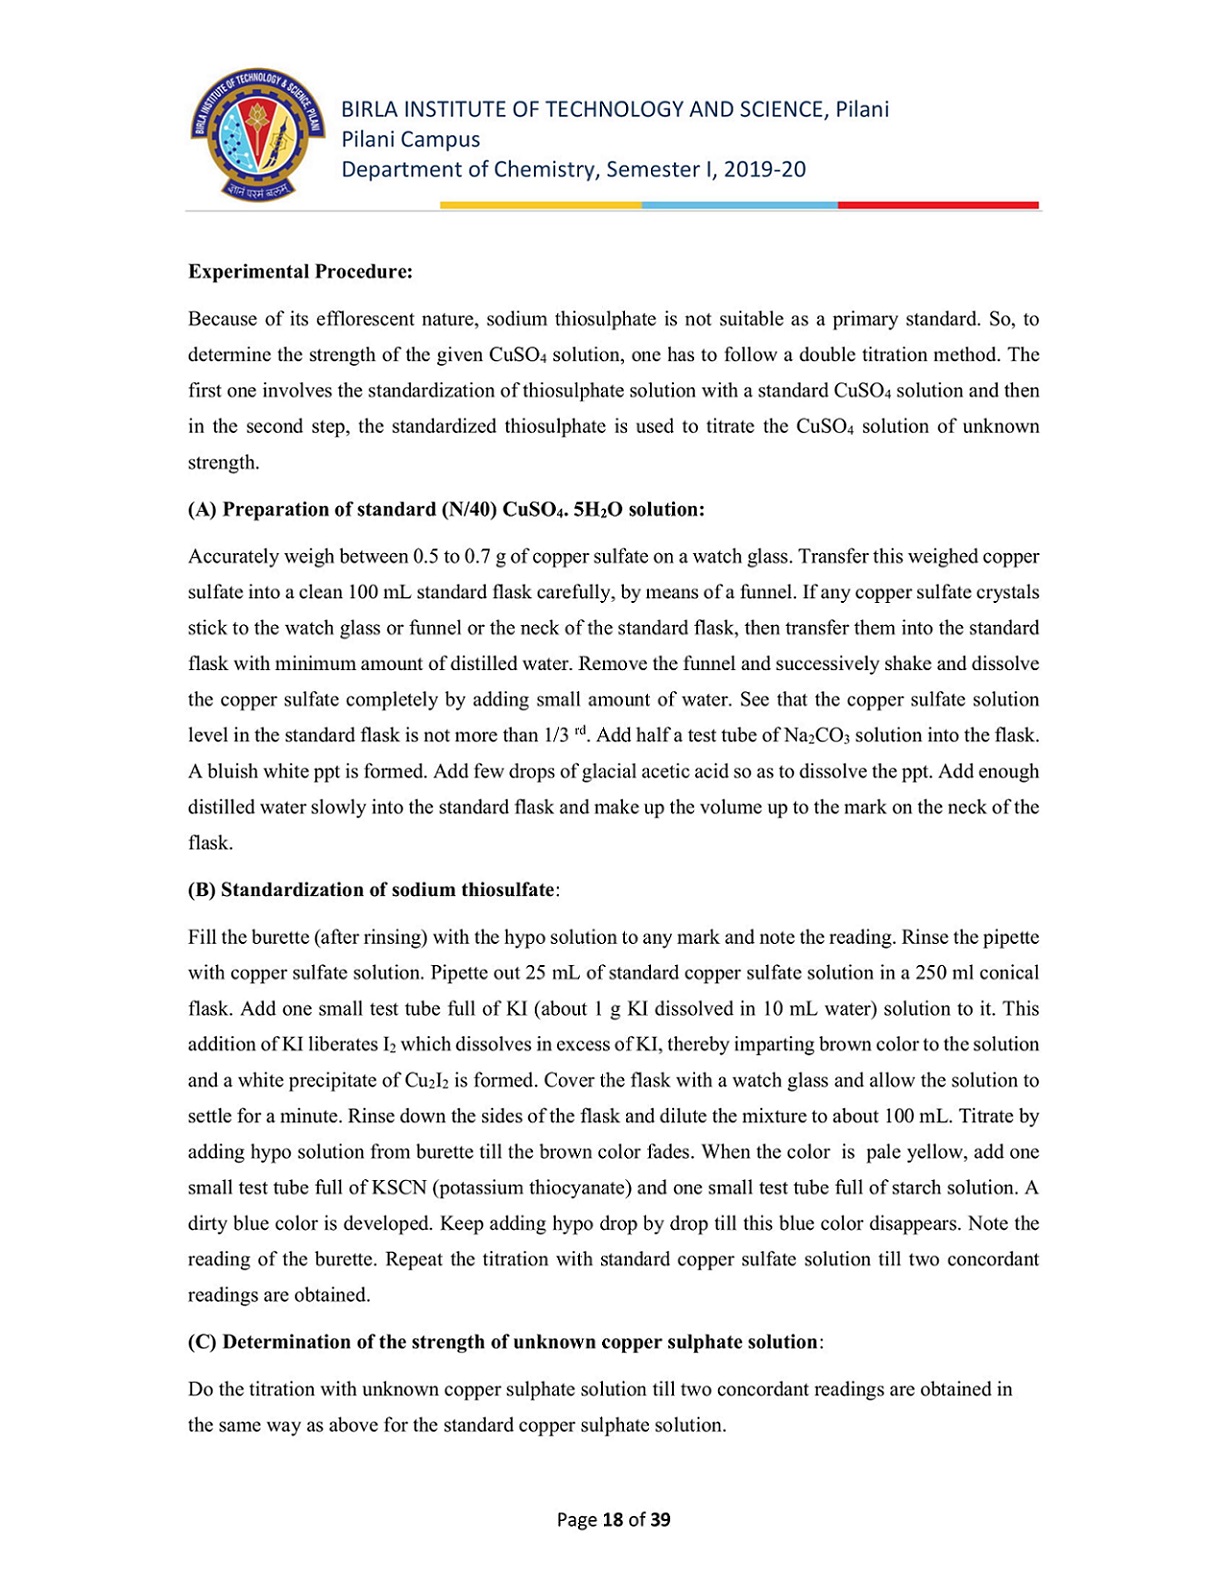 BIRLA INSTITUTE OF TECHNOLOGY & SCIENCE, PILANI
ज्ञानं परमं बलम्
BIRLA INSTITUTE OF TECHNOLOGY AND SCIENCE, Pilani
Pilani Campus
Department of Chemistry, Semester I, 2019-20
Experimental Procedure:
Because of its efflorescent nature, sodium thiosulphate is not suitable as a primary standard. So, to
determine the strength of the given CuSO₄ solution, one has to follow a double titration method. The
first one involves the standardization of thiosulphate solution with a standard CuSO₄ solution and then
in the second step, the standardized thiosulphate is used to titrate the CuSO₄ solution of unknown
strength.
(A) Preparation of standard (N/40) CuSO₄. 5H₂O solution:
Accurately weigh between 0.5 to 0.7 g of copper sulfate on a watch glass. Transfer this weighed copper
sulfate into a clean 100 mL standard flask carefully, by means of a funnel. If any copper sulfate crystals
stick to the watch glass or funnel or the neck of the standard flask, then transfer them into the standard
flask with minimum amount of distilled water. Remove the funnel and successively shake and dissolve
the copper sulfate completely by adding small amount of water. See that the copper sulfate solution
level in the standard flask is not more than 1/3 rd. Add half a test tube of Na₂CO₃ solution into the flask.
A bluish white ppt is formed. Add few drops of glacial acetic acid so as to dissolve the ppt. Add enough
distilled water slowly into the standard flask and make up the volume up to the mark on the neck of the
flask.
(B) Standardization of sodium thiosulfate:
Fill the burette (after rinsing) with the hypo solution to any mark and note the reading. Rinse the pipette
with copper sulfate solution. Pipette out 25 mL of standard copper sulfate solution in a 250 ml conical
flask. Add one small test tube full of KI (about 1 g KI dissolved in 10 mL water) solution to it. This
addition of KI liberates I₂ which dissolves in excess of KI, thereby imparting brown color to the solution
and a white precipitate of Cu₂I₂ is formed. Cover the flask with a watch glass and allow the solution to
settle for a minute. Rinse down the sides of the flask and dilute the mixture to about 100 mL. Titrate by
adding hypo solution from burette till the brown color fades. When the color is pale yellow, add one
small test tube full of KSCN (potassium thiocyanate) and one small test tube full of starch solution. A
dirty blue color is developed. Keep adding hypo drop by drop till this blue color disappears. Note the
reading of the burette. Repeat the titration with standard copper sulfate solution till two concordant
readings are obtained.
(C) Determination of the strength of unknown copper sulphate solution:
Do the titration with unknown copper sulphate solution till two concordant readings are obtained in
the same way as above for the standard copper sulphate solution.
Page 18 of 39